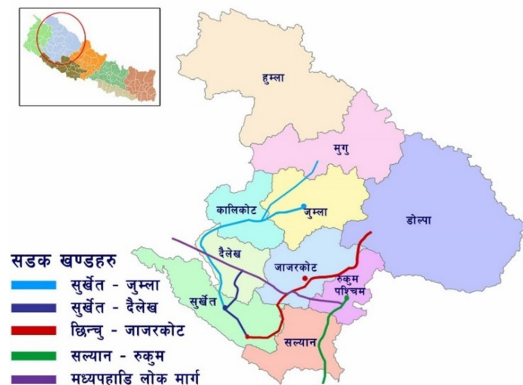 हुम्ला
मुगु
कालिकोट
जुम्ला
डोल्पा
दैलेख
जाजरकोट
रुकुम
पश्चिम
सुर्खेत
सल्यान
सडक खण्डहरु
सुर्खेत - जुम्ला
सुर्खेत - दैलेख
छिन्चु - जाजरकोट
सल्यान - रुकुम
मध्यपहाडि लोक मार्ग